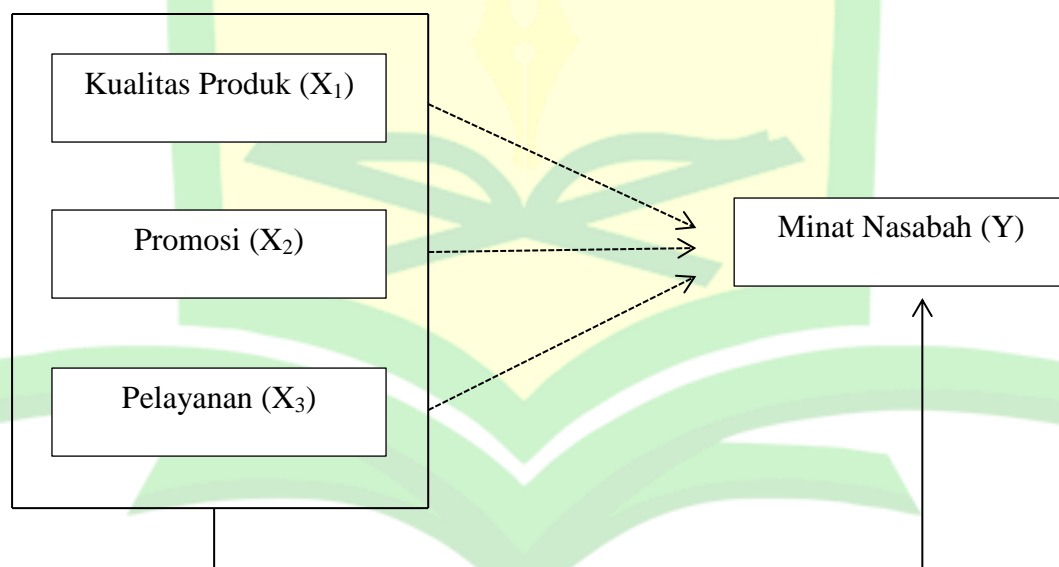 Kualitas Produk (X₁)
Promosi (X₂)
Minat Nasabah (Y)
Pelayanan (X₃)